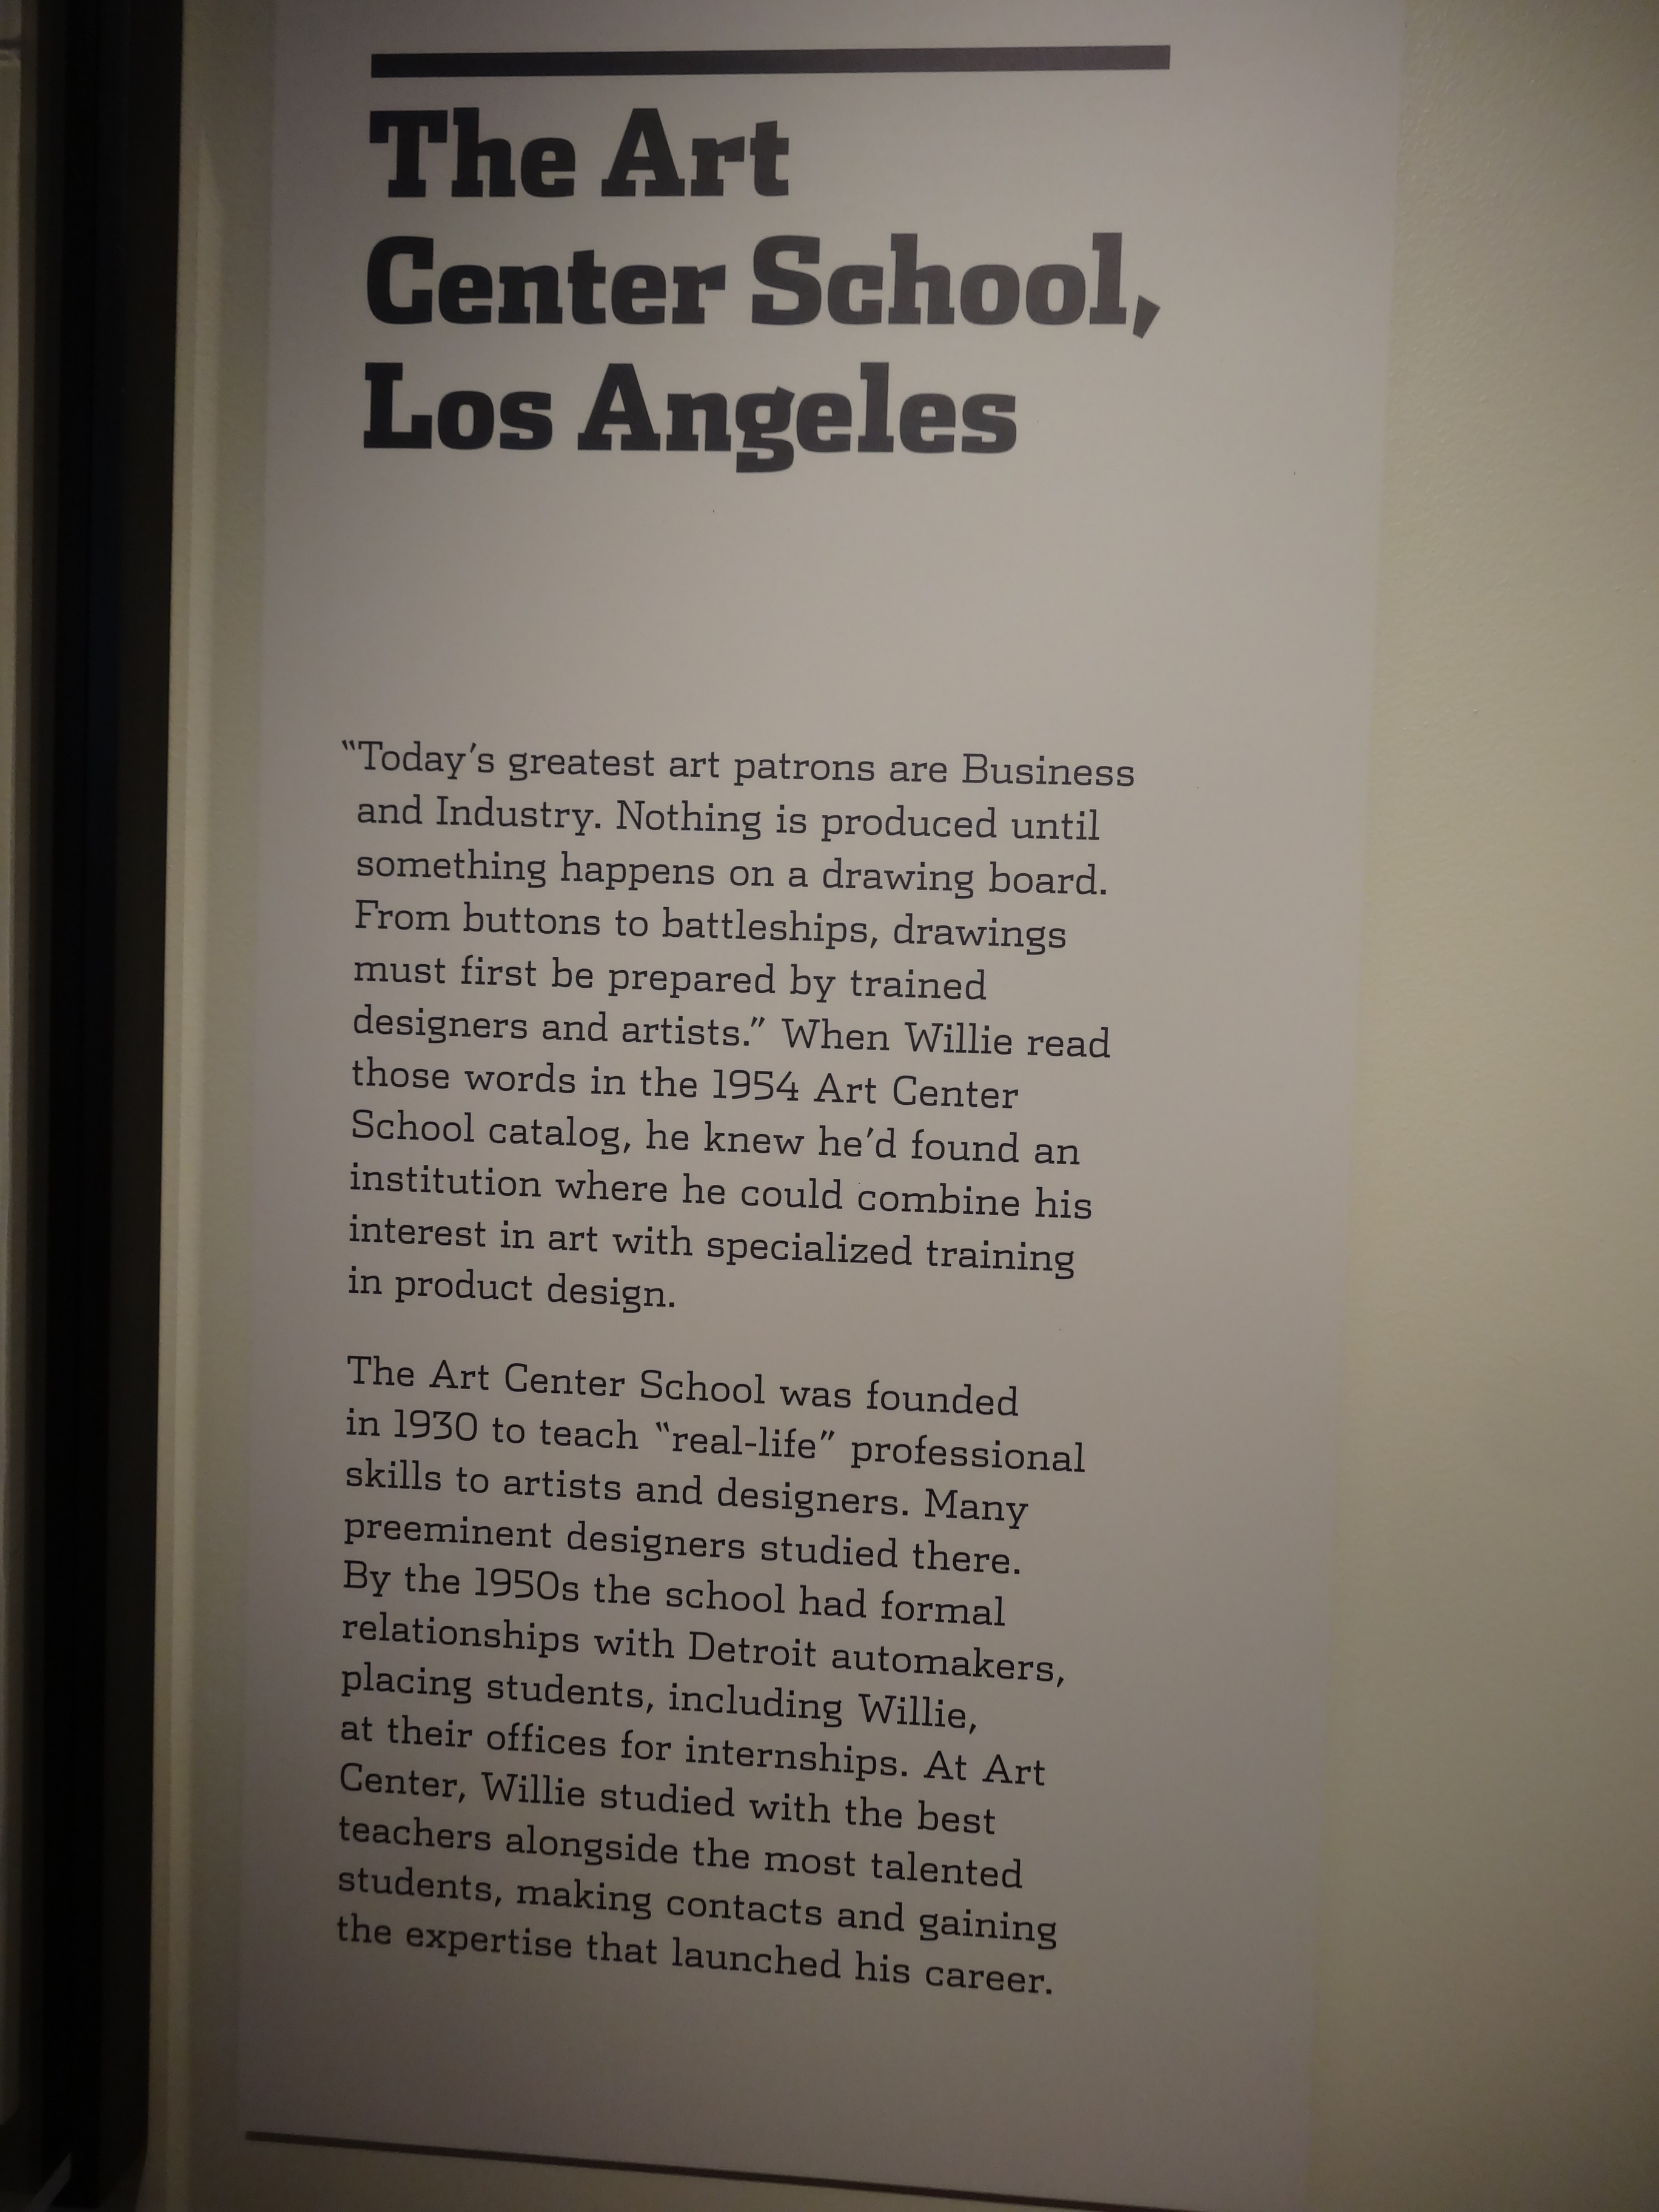 The Art
Center School,
Los Angeles
“Today’s greatest art patrons are Business
and Industry. Nothing is produced until
something happens on a drawing board.
From buttons to battleships, drawings
must first be prepared by trained
designers and artists.” When Willie read
those words in the 1954 Art Center
School catalog, he knew he’d found an
institution where he could combine his
interest in art with specialized training
in product design.
The Art Center School was founded
in 1930 to teach “real-life” professional
skills to artists and designers. Many
preeminent designers studied there.
By the 1950s the school had formal
relationships with Detroit automakers,
placing students, including Willie,
at their offices for internships. At Art
Center, Willie studied with the best
teachers alongside the most talented
students, making contacts and gaining
the expertise that launched his career.